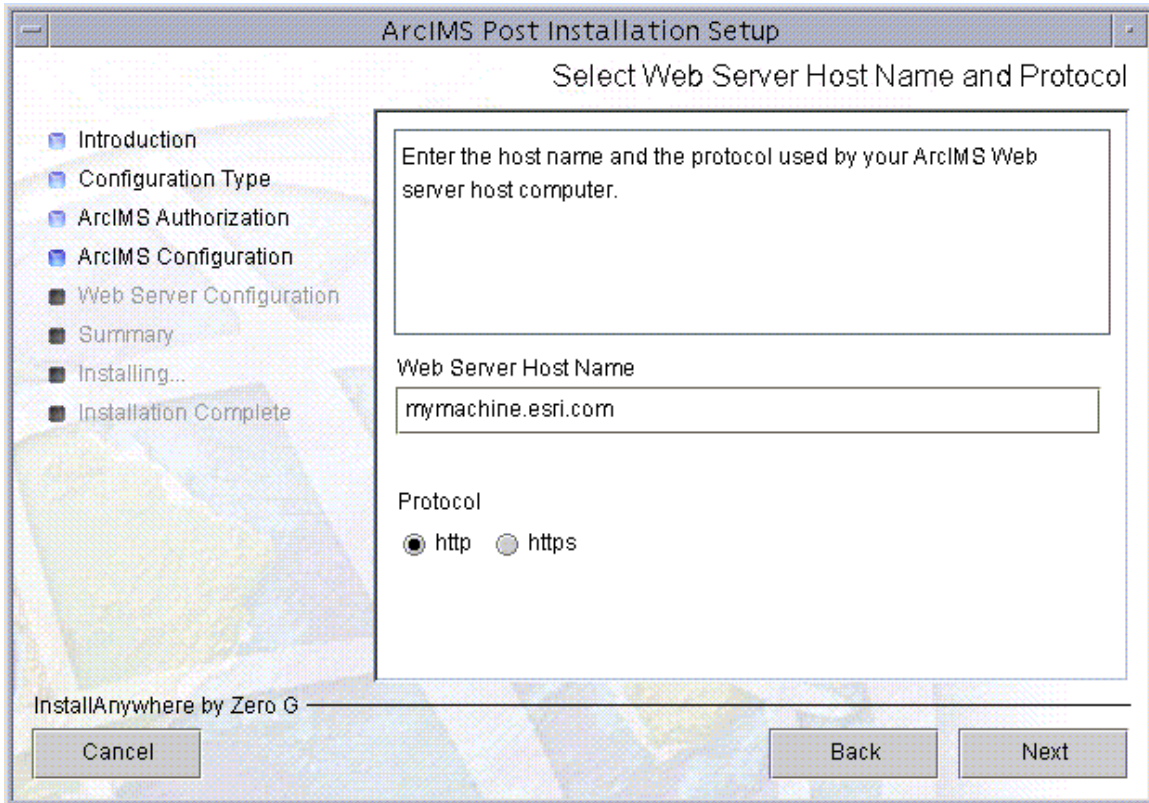 ArcIMS Post Installation Setup
Select Web Server Host Name and Protocol
Introduction
Configuration Type
ArcIMS Authorization
ArcIMS Configuration
Web Server Configuration
Summary
Installing...
Installation Complete
Enter the host name and the protocol used by your ArcIMS Web
server host computer.
Web Server Host Name
mymachine.esri.com
Protocol
http https
InstallAnywhere by Zero G
Cancel Back Next